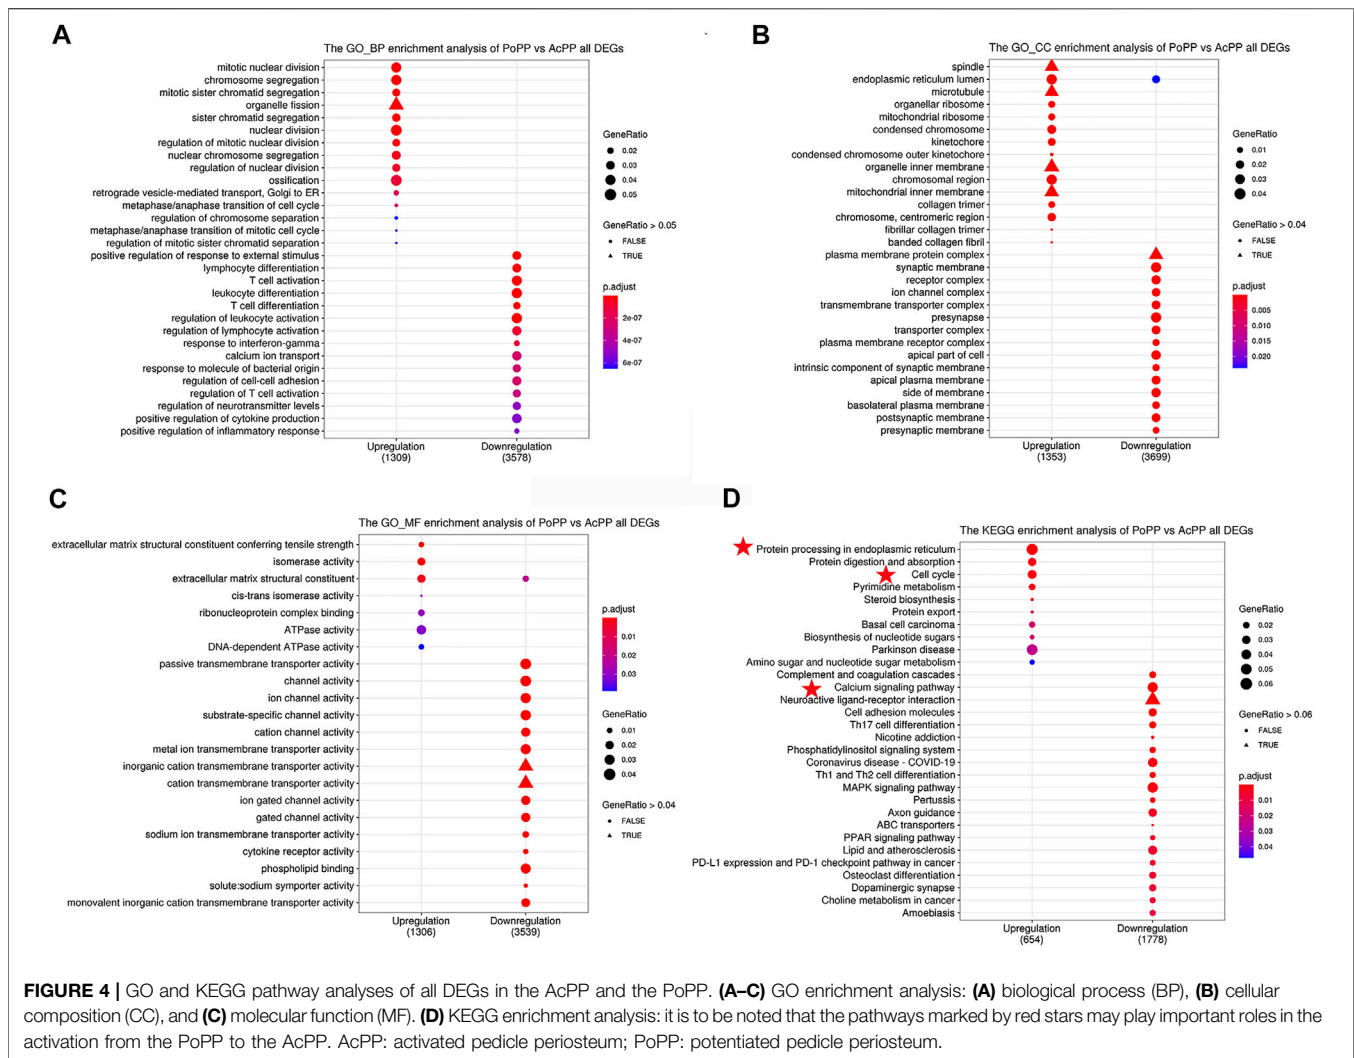 A
The GO_BP enrichment analysis of PoPP vs AcPP all DEGs
mitotic nuclear division
chromosome segregation
mitotic sister chromatid segregation
organelle fission
sister chromatid segregation
nuclear division
regulation of mitotic nuclear division
nuclear chromosome segregation
regulation of nuclear division
ossification
retrograde vesicle-mediated transport, Golgi to ER
metaphase/anaphase transition of cell cycle
regulation of chromosome separation
metaphase/anaphase transition of mitotic cell cycle
regulation of mitotic sister chromatid separation
positive regulation of response to external stimulus
lymphocyte differentiation
T cell activation
leukocyte differentiation
T cell differentiation
regulation of leukocyte activation
regulation of lymphocyte activation
response to interferon-gamma
calcium ion transport
response to molecule of bacterial origin
regulation of cell-cell adhesion
regulation of T cell activation
regulation of neurotransmitter levels
positive regulation of cytokine production
positive regulation of inflammatory response
Upregulation
(1309)
Downregulation
(3578)
GeneRatio
0.02
0.03
0.04
0.05
GeneRatio > 0.05
FALSE
TRUE
p.adjust
2e-07
4e-07
6e-07
B
The GO_CC enrichment analysis of PoPP vs AcPP all DEGs
spindle
endoplasmic reticulum lumen
microtubule
organellar ribosome
mitochondrial ribosome
condensed chromosome
kinetochore
condensed chromosome outer kinetochore
organelle inner membrane
chromosomal region
mitochondrial inner membrane
collagen trimer
chromosome, centromeric region
fibrillar collagen trimer
banded collagen fibril
plasma membrane protein complex
synaptic membrane
receptor complex
ion channel complex
transmembrane transporter complex
presynapse
transporter complex
plasma membrane receptor complex
apical part of cell
intrinsic component of synaptic membrane
apical plasma membrane
side of membrane
basolateral plasma membrane
postsynaptic membrane
presynaptic membrane
Upregulation
(1353)
Downregulation
(3699)
GeneRatio
0.01
0.02
0.03
0.04
GeneRatio > 0.04
FALSE
TRUE
p.adjust
0.005
0.010
0.015
0.020
C
The GO_MF enrichment analysis of PoPP vs AcPP all DEGs
extracellular matrix structural constituent conferring tensile strength
isomerase activity
extracellular matrix structural constituent
cis-trans isomerase activity
ribonucleoprotein complex binding
ATPase activity
DNA-dependent ATPase activity
passive transmembrane transporter activity
channel activity
ion channel activity
substrate-specific channel activity
cation channel activity
metal ion transmembrane transporter activity
inorganic cation transmembrane transporter activity
cation transmembrane transporter activity
ion gated channel activity
gated channel activity
sodium ion transmembrane transporter activity
cytokine receptor activity
phospholipid binding
solute:sodium symporter activity
monovalent inorganic cation transmembrane transporter activity
Upregulation
(1306)
Downregulation
(3539)
p.adjust
0.01
0.02
0.03
GeneRatio
0.01
0.02
0.03
0.04
GeneRatio > 0.04
FALSE
TRUE
D
The KEGG enrichment analysis of PoPP vs AcPP all DEGs
Protein processing in endoplasmic reticulum
Protein digestion and absorption
Cell cycle
Pyrimidine metabolism
Steroid biosynthesis
Protein export
Basal cell carcinoma
Biosynthesis of nucleotide sugars
Parkinson disease
Amino sugar and nucleotide sugar metabolism
Complement and coagulation cascades
Calcium signaling pathway
Neuroactive ligand-receptor interaction
Cell adhesion molecules
Th17 cell differentiation
Nicotine addiction
Phosphatidylinositol signaling system
Coronavirus disease - COVID-19
Th1 and Th2 cell differentiation
MAPK signaling pathway
Pertussis
Axon guidance
ABC transporters
PPAR signaling pathway
Lipid and atherosclerosis
PD-L1 expression and PD-1 checkpoint pathway in cancer
Osteoclast differentiation
Dopaminergic synapse
Choline metabolism in cancer
Amoebiasis
Upregulation
(654)
Downregulation
(1778)
GeneRatio
0.02
0.03
0.04
0.05
0.06
GeneRatio > 0.06
FALSE
TRUE
p.adjust
0.01
0.02
0.03
0.04
FIGURE 4 | GO and KEGG pathway analyses of all DEGs in the AcPP and the PoPP. (A–C) GO enrichment analysis: (A) biological process (BP), (B) cellular
composition (CC), and (C) molecular function (MF). (D) KEGG enrichment analysis: it is to be noted that the pathways marked by red stars may play important roles in the
activation from the PoPP to the AcPP. AcPP: activated pedicle periosteum; PoPP: potentiated pedicle periosteum.